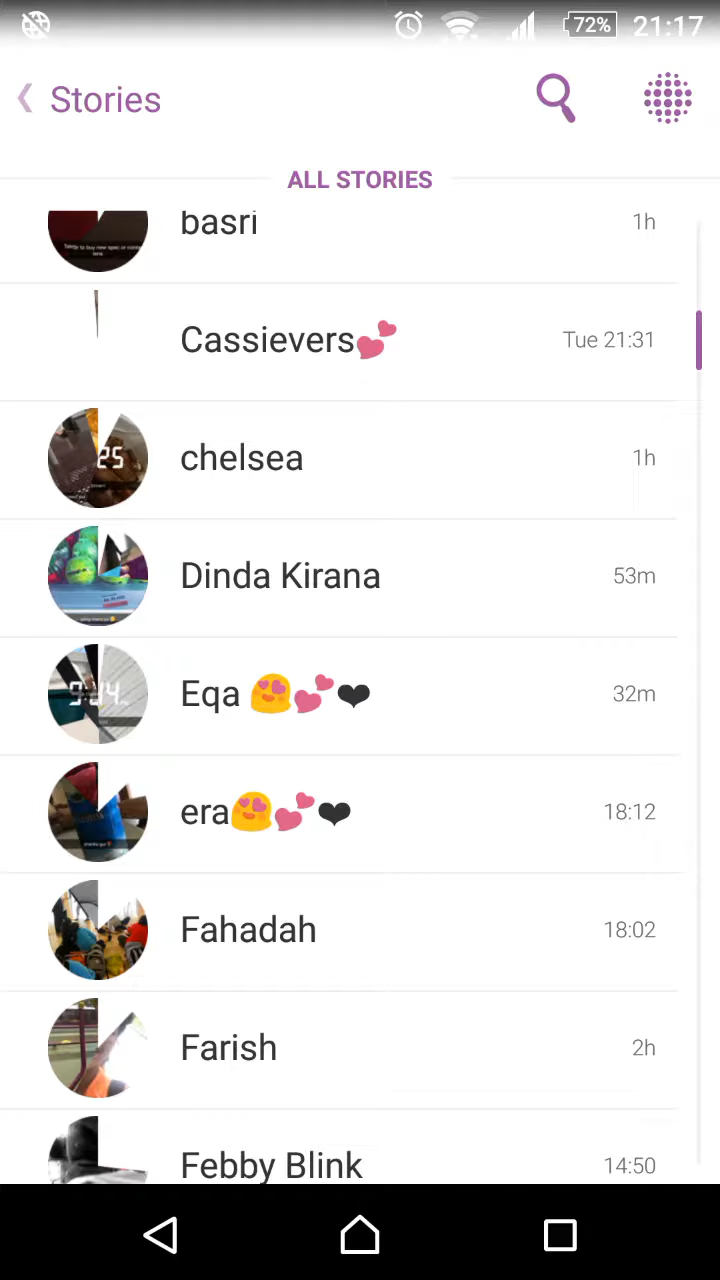 72% 21:17
Stories
ALL STORIES
basri 1h
Cassievers💕 Tue 21:31
chelsea 1h
Dinda Kirana 53m
Eqa 😍💕❤ 32m
era😍💕❤ 18:12
Fahadah 18:02
Farish 2h
Febby Blink 14:50